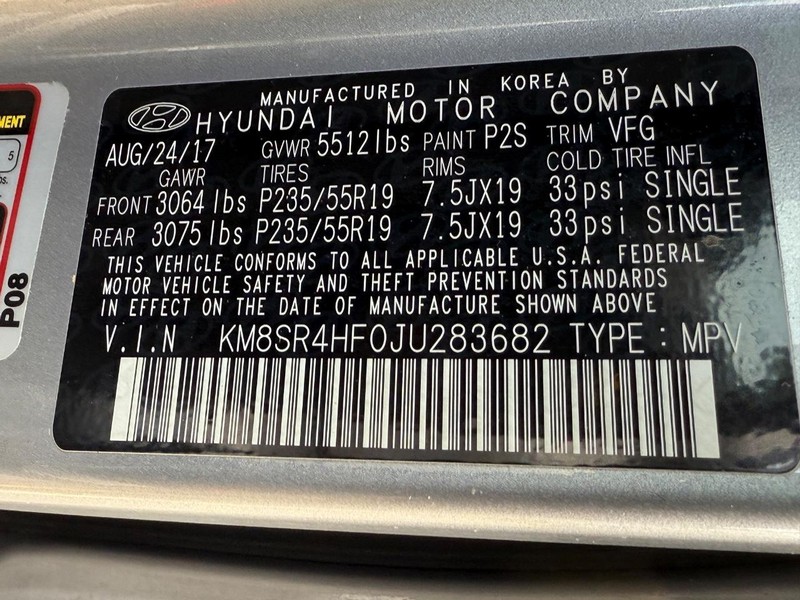 MENT
5
os.
P08
MANUFACTURED IN KOREA BY
HYUNDAI MOTOR COMPANY
AUG/24/17 GVWR 5512lbs PAINT P2S TRIM VFG
GAWR TIRES RIMS COLD TIRE INFL
FRONT 3064lbs P235/55R19 7.5JX19 33psi SINGLE
REAR 3075lbs P235/55R19 7.5JX19 33psi SINGLE
THIS VEHICLE CONFORMS TO ALL APPLICABLE U.S.A. FEDERAL
MOTOR VEHICLE SAFETY AND THEFT PREVENTION STANDARDS
IN EFFECT ON THE DATE OF MANUFACTURE SHOWN ABOVE
V.I.N KM8SR4HF0JU283682 TYPE : MPV